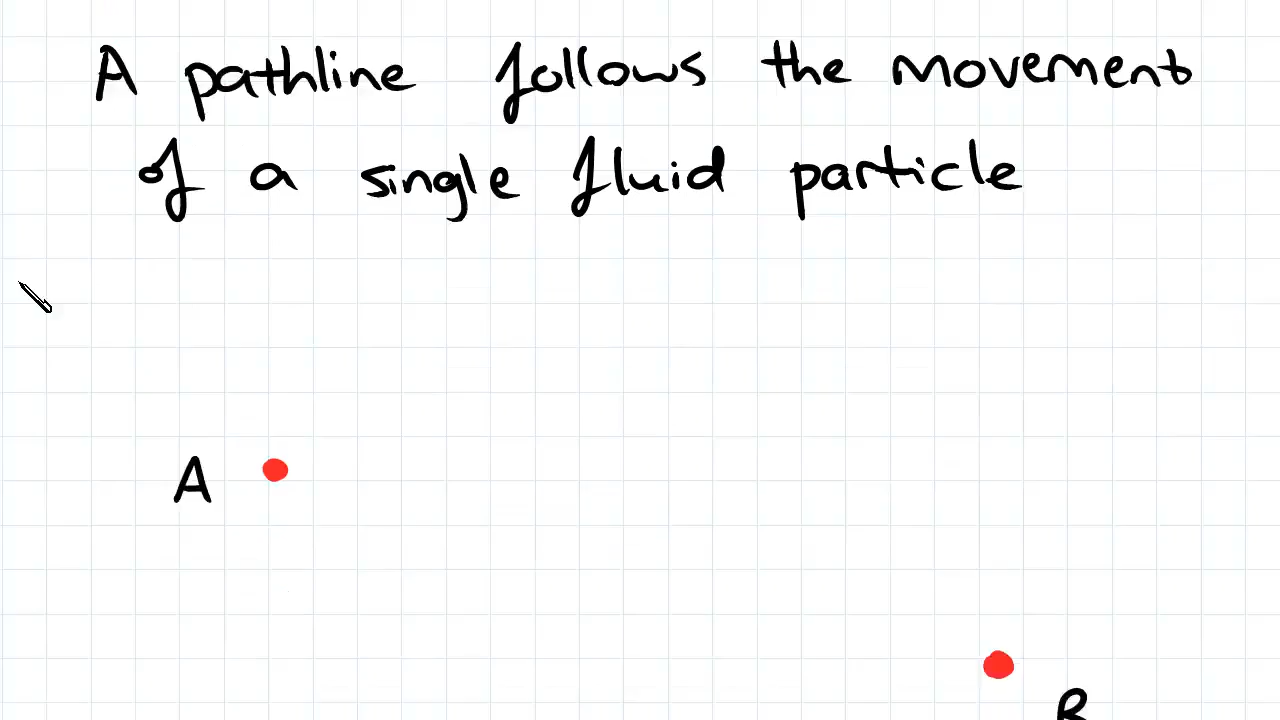 A pathline follows the movement
of a single fluid particle
A
B